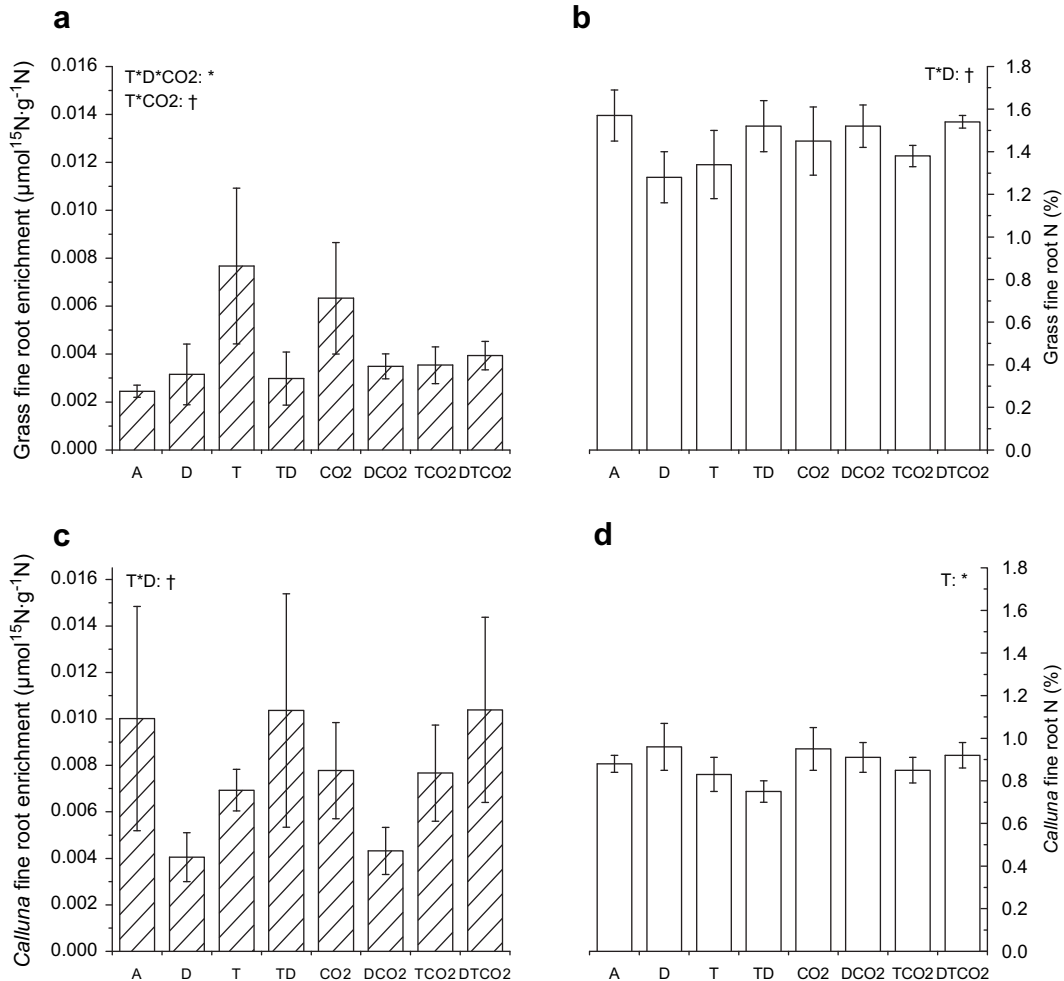 a
Grass fine root enrichment (μmol¹⁵N·g⁻¹N)
T*D*CO2: *
T*CO2: †
0.016
0.014
0.012
0.010
0.008
0.006
0.004
0.002
0.000
A D T TD CO2 DCO2 TCO2 DTCO2
b
T*D: †
1.8
1.6
1.4
1.2
1.0
0.8
0.6
0.4
0.2
0.0
Grass fine root N (%)
A D T TD CO2 DCO2 TCO2 DTCO2
c
Calluna fine root enrichment (μmol¹⁵N·g⁻¹N)
T*D: †
0.016
0.014
0.012
0.010
0.008
0.006
0.004
0.002
0.000
A D T TD CO2 DCO2 TCO2 DTCO2
d
T: *
1.8
1.6
1.4
1.2
1.0
0.8
0.6
0.4
0.2
0.0
Calluna fine root N (%)
A D T TD CO2 DCO2 TCO2 DTCO2